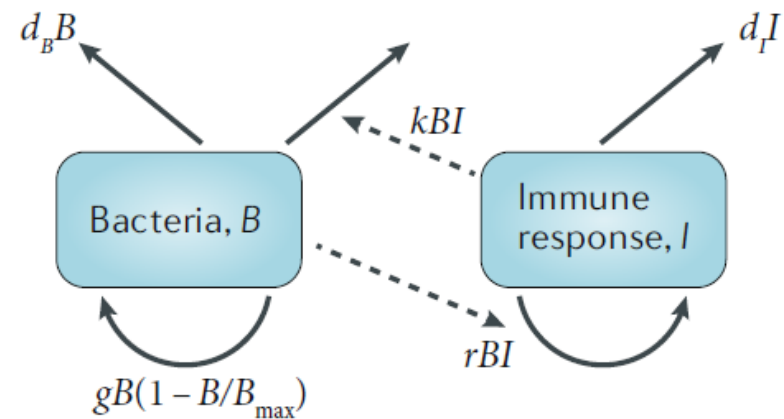 d_B B
d_I I
kBI
Bacteria, B
Immune
response, I
rBI
gB(1 – B/B_max)